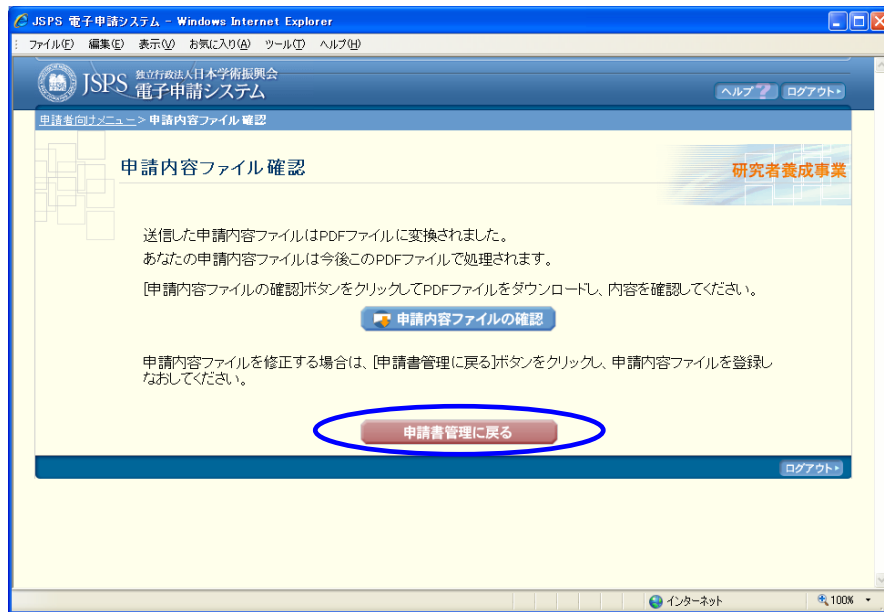 JSPS 電子申請システム - Windows Internet Explorer
ファイル(F) 編集(E) 表示(V) お気に入り(A) ツール(T) ヘルプ(H)
JSPS 独立行政法人日本学術振興会
電子申請システム
ヘルプ ? ログアウト
申請者向けメニュー> 申請内容ファイル確認
申請内容ファイル確認
研究者養成事業
送信した申請内容ファイルはPDFファイルに変換されました。
あなたの申請内容ファイルは今後このPDFファイルで処理されます。
[申請内容ファイルの確認]ボタンをクリックしてPDFファイルをダウンロードし、内容を確認してください。
申請内容ファイルの確認
申請内容ファイルを修正する場合は、[申請書管理に戻る]ボタンをクリックし、申請内容ファイルを登録し
なおしてください。
申請書管理に戻る
ログアウト
インターネット 100%